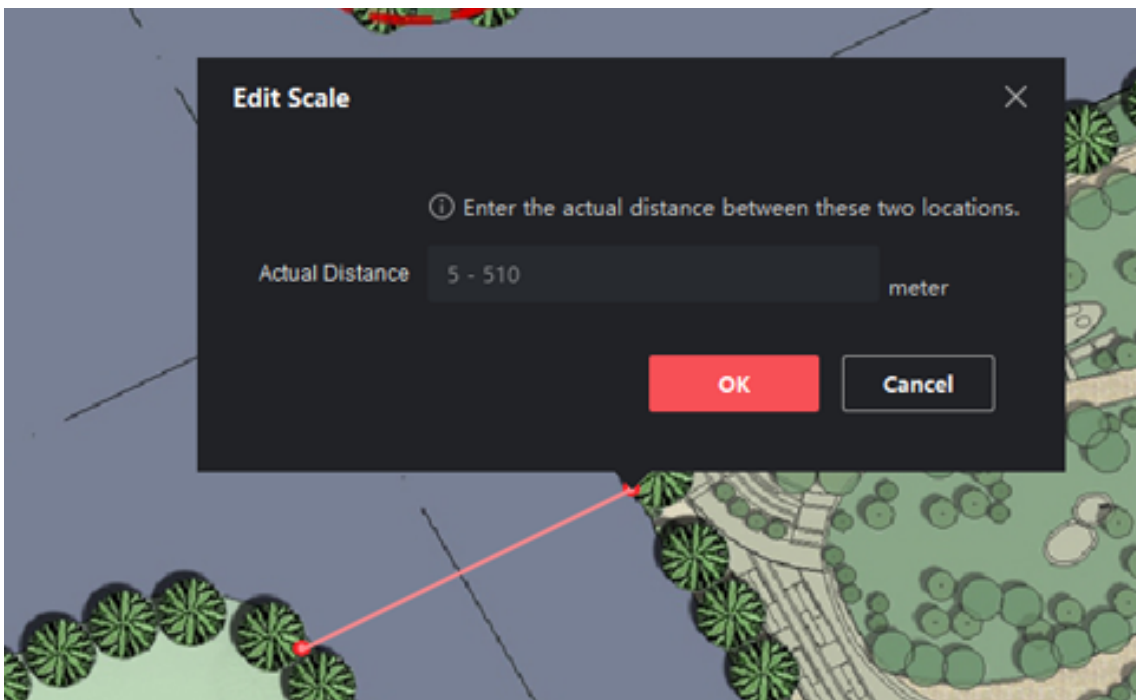 Edit Scale
Enter the actual distance between these two locations.
Actual Distance 5 - 510 meter
OK Cancel